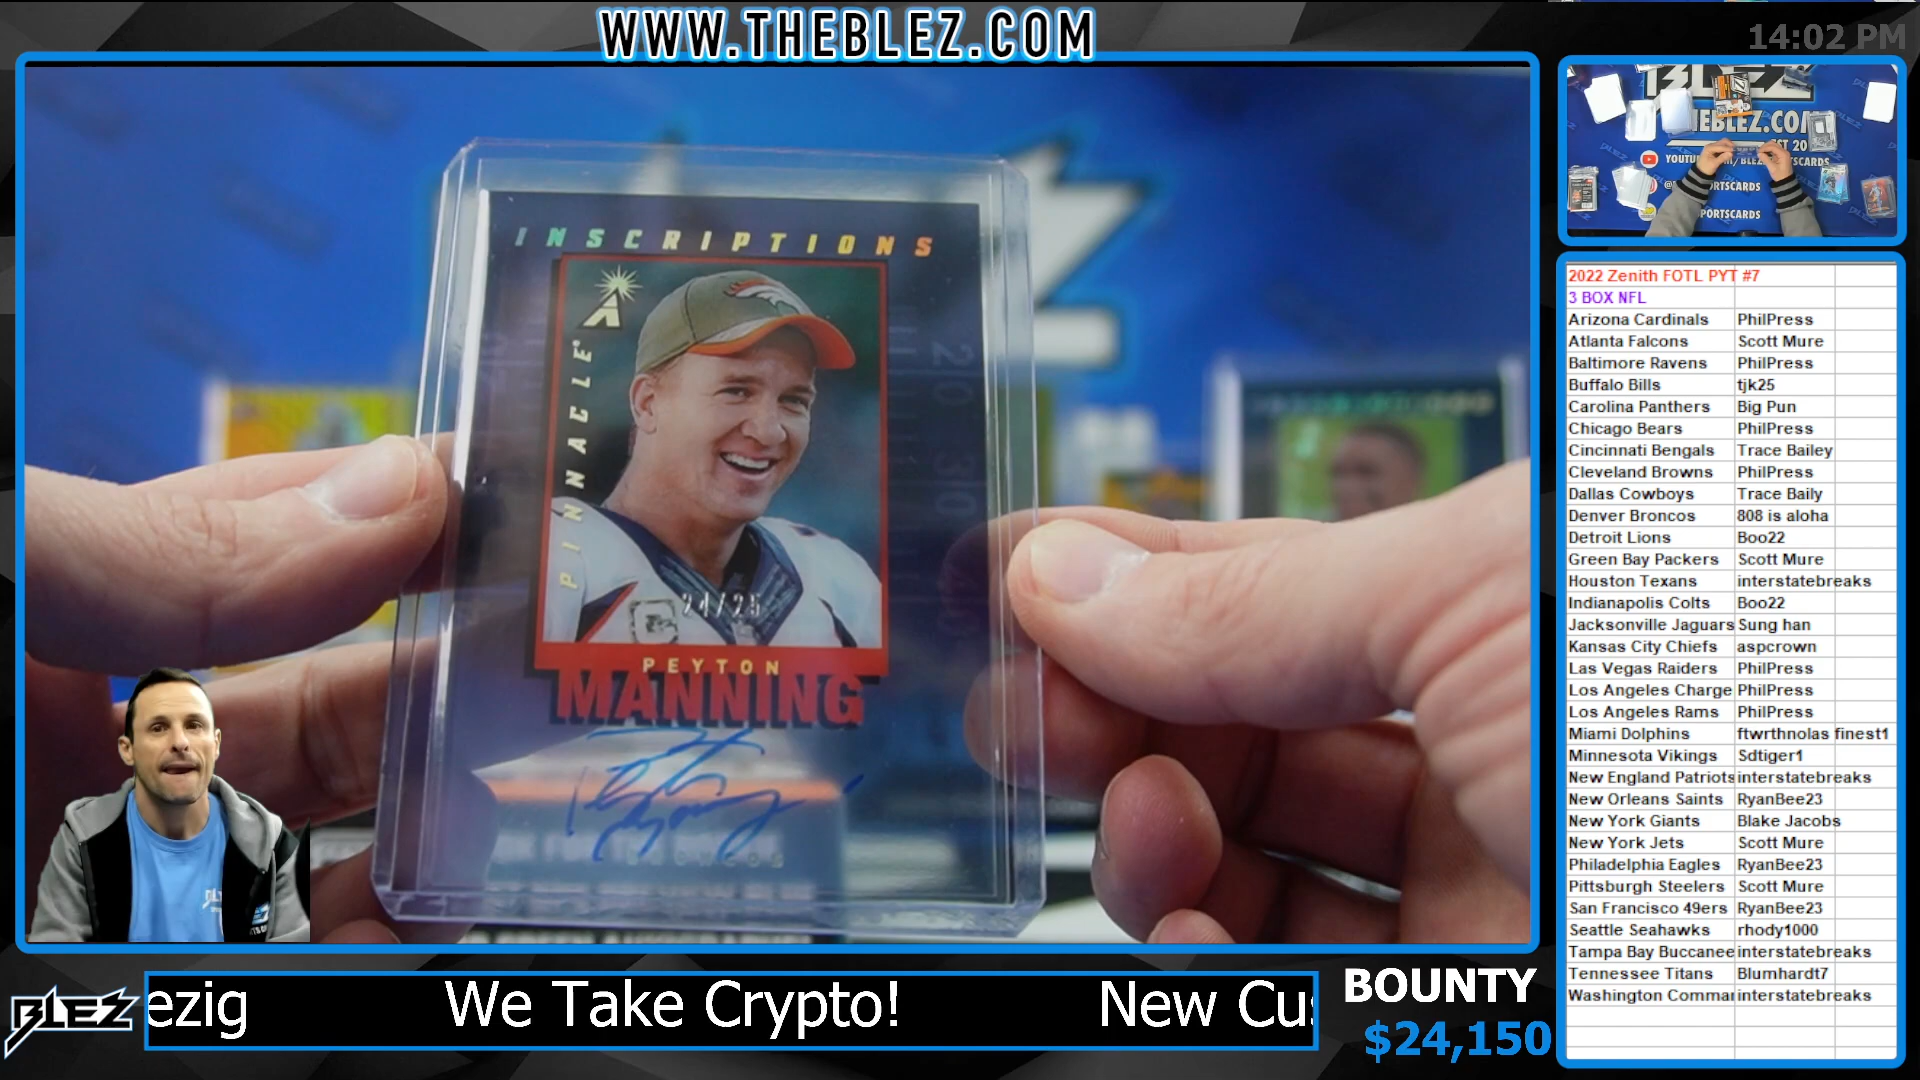 WWW.THEBLEZ.COM
14:02 PM
INSCRIPTIONS
PINNACLE
24/25
PEYTON
MANNING
BRONCOS
THEBLEZ.COM
2022 Zenith FOTL PYT #7
3 BOX NFL
Arizona Cardinals PhilPress
Atlanta Falcons Scott Mure
Baltimore Ravens PhilPress
Buffalo Bills tjk25
Carolina Panthers Big Pun
Chicago Bears PhilPress
Cincinnati Bengals Trace Bailey
Cleveland Browns PhilPress
Dallas Cowboys Trace Baily
Denver Broncos 808 is aloha
Detroit Lions Boo22
Green Bay Packers Scott Mure
Houston Texans interstatebreaks
Indianapolis Colts Boo22
Jacksonville Jaguars Sung han
Kansas City Chiefs aspcrown
Las Vegas Raiders PhilPress
Los Angeles Charge PhilPress
Los Angeles Rams PhilPress
Miami Dolphins ftwrthnolas finest1
Minnesota Vikings Sdtiger1
New England Patriots interstatebreaks
New Orleans Saints RyanBee23
New York Giants Blake Jacobs
New York Jets Scott Mure
Philadelphia Eagles RyanBee23
Pittsburgh Steelers Scott Mure
San Francisco 49ers RyanBee23
Seattle Seahawks rhody1000
Tampa Bay Buccanee interstatebreaks
Tennessee Titans Blumhardt7
Washington Comma interstatebreaks
BLEZ
ezig We Take Crypto! New Cus
BOUNTY
$24,150